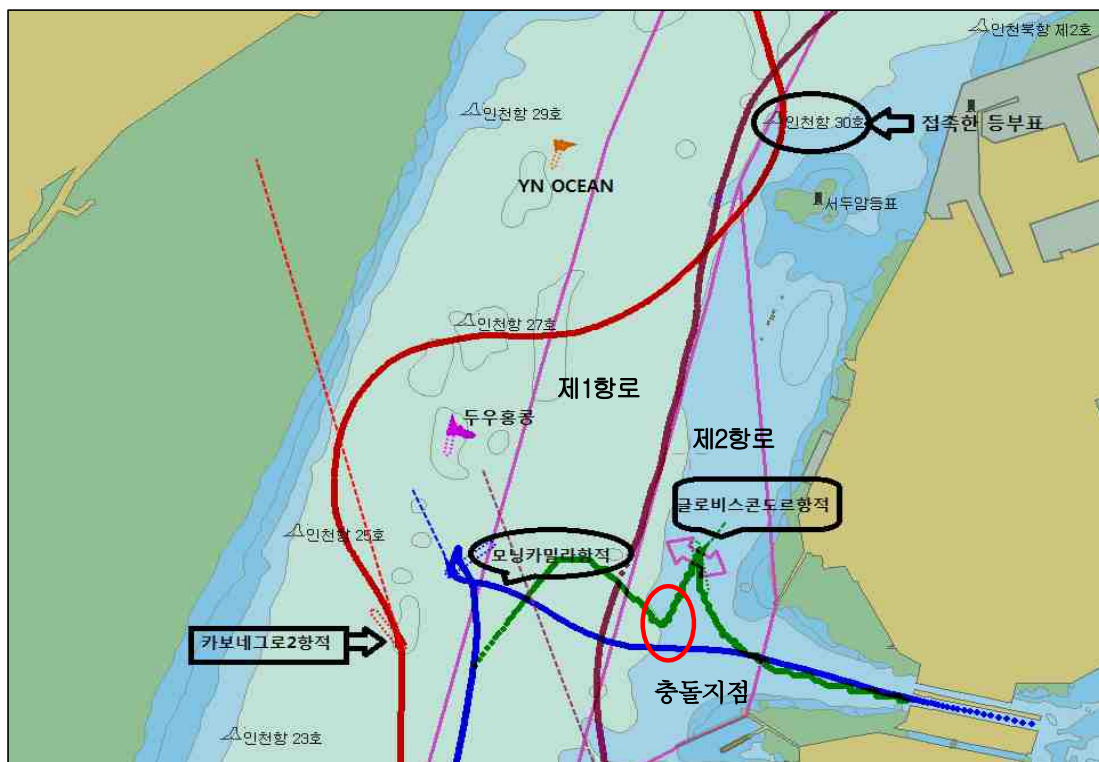 인천북항 제2호
인천항 29호
인천항 30호
접촉한 등부표
YN OCEAN
서두암등표
인천항 27호
제1항로
두우홍콩
제2항로
글로비스콘도르항적
인천항 25호
모닝카밀라항적
카보네그로2항적
충돌지점
인천항 23호